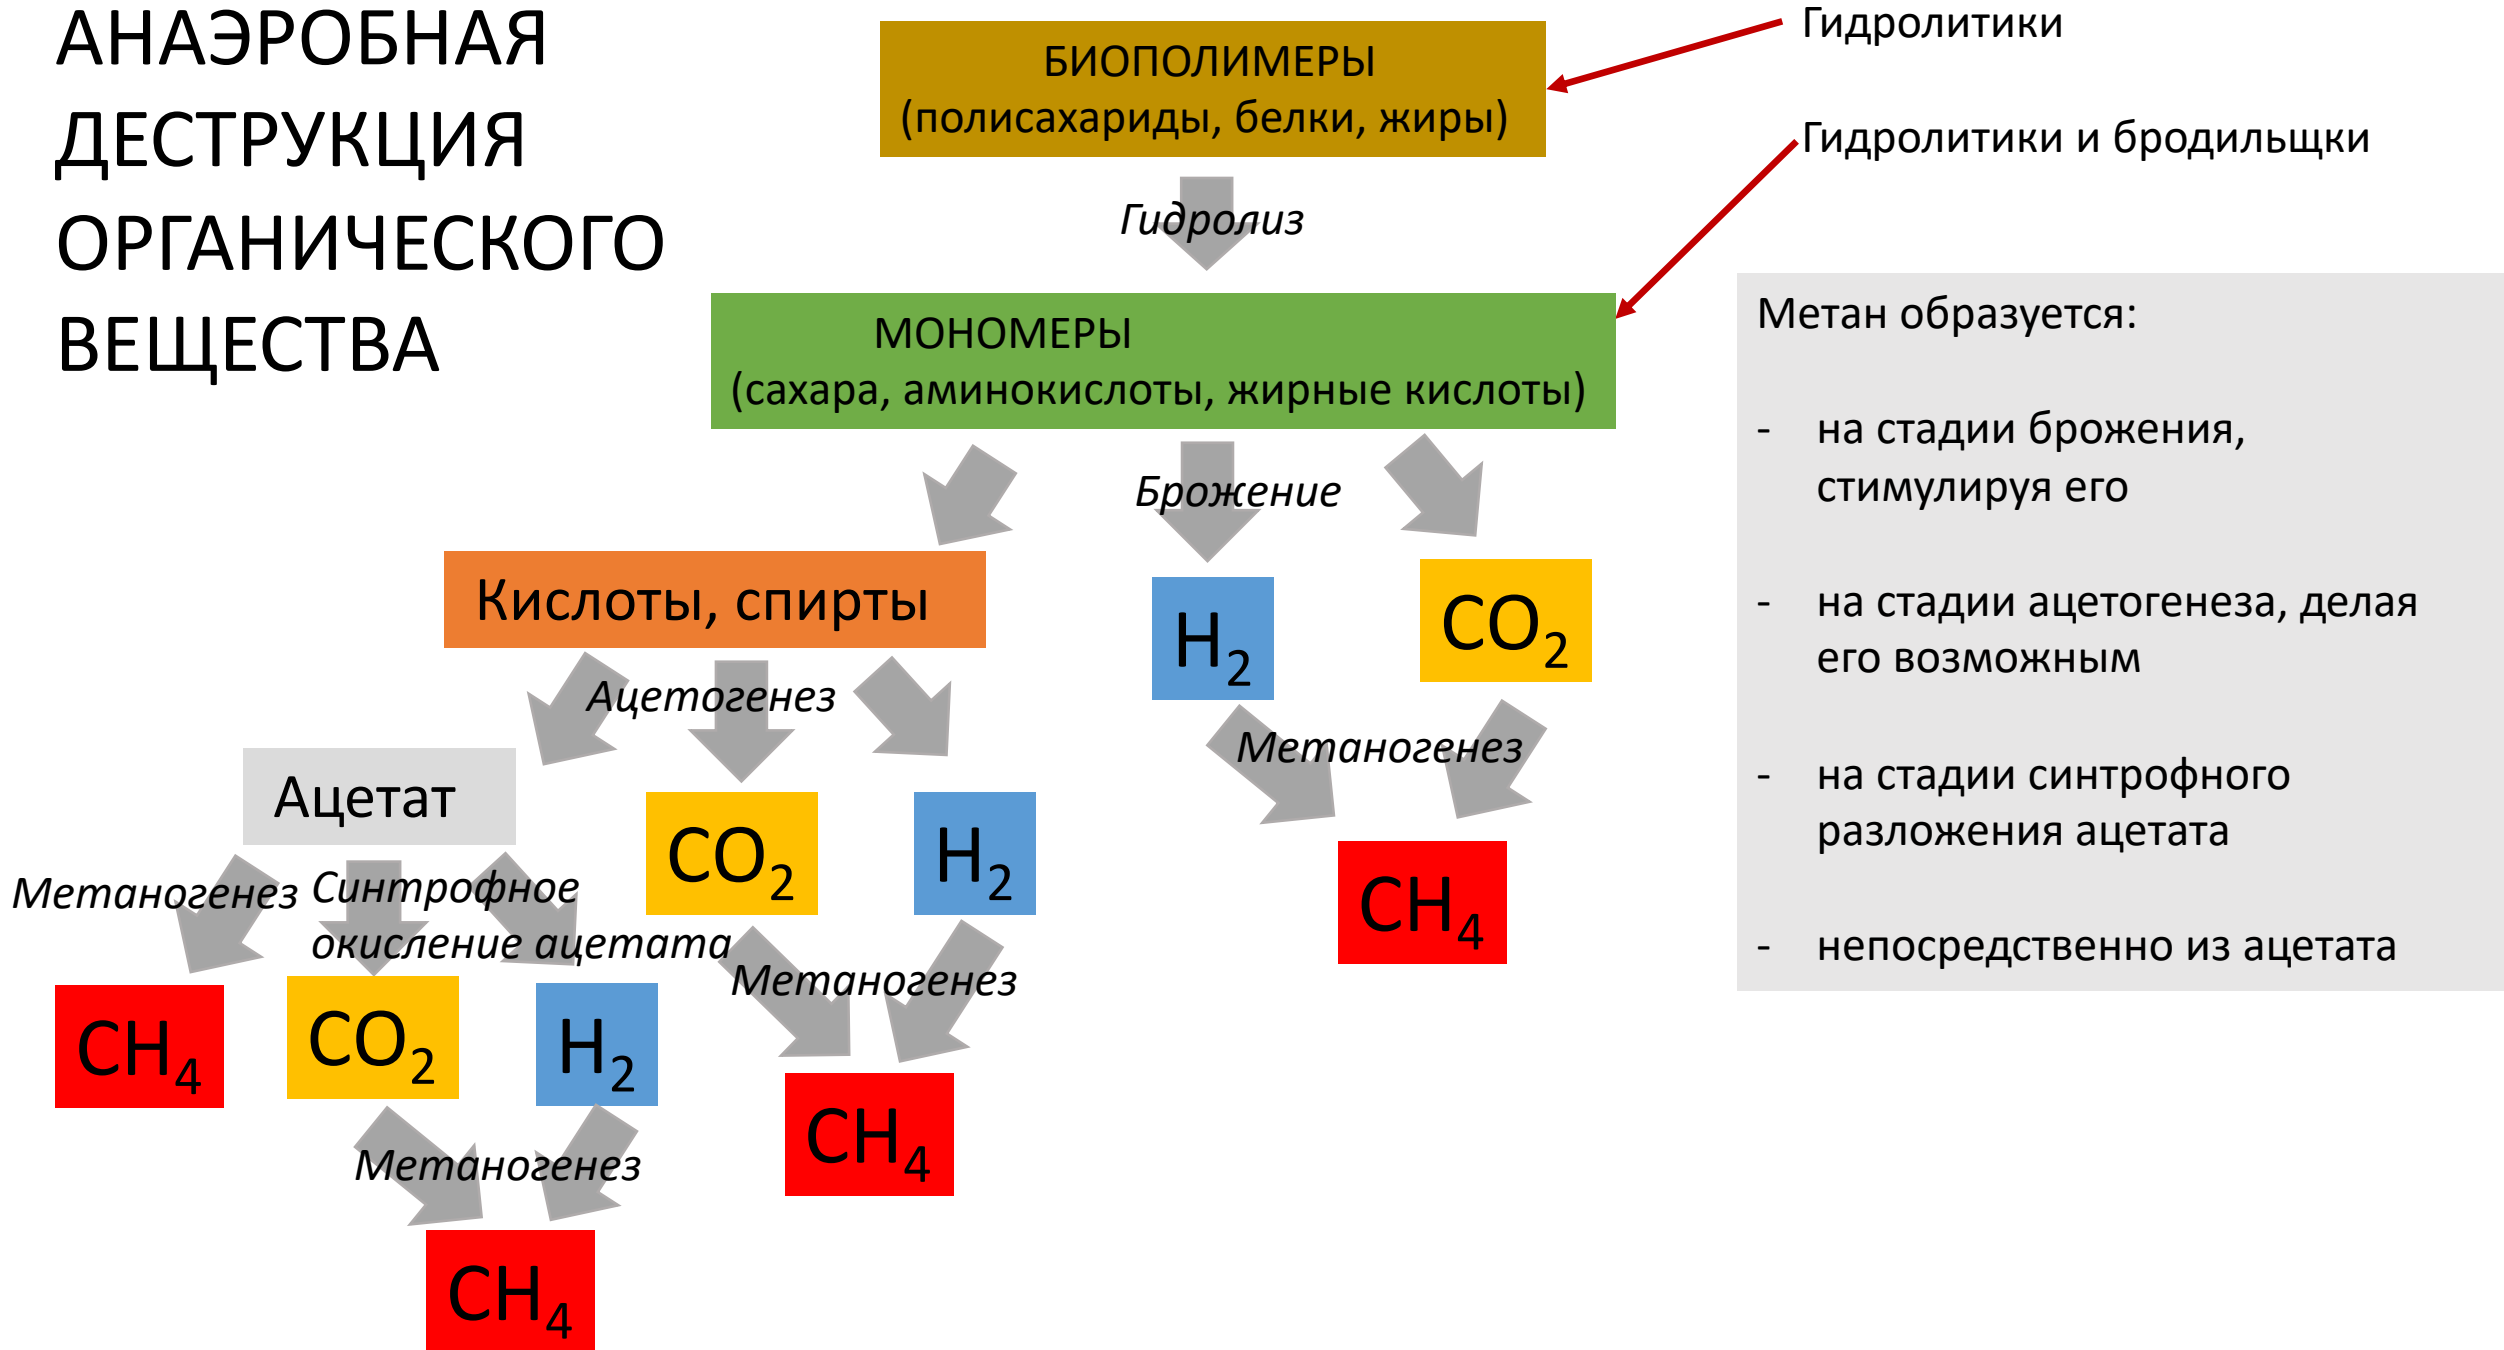 АНАЭРОБНАЯ
ДЕСТРУКЦИЯ
ОРГАНИЧЕСКОГО
ВЕЩЕСТВА
БИОПОЛИМЕРЫ
(полисахариды, белки, жиры)
Гидролитики
Гидролитики и бродильщки
Гидролиз
МОНОМЕРЫ
(сахара, аминокислоты, жирные кислоты)
Брожение
Кислоты, спирты
H₂
CO₂
Ацетогенез
Метаногенез
Ацетат
CO₂
H₂
CH₄
Метаногенез
Синтрофное
окисление ацетата
Метаногенез
CH₄
CO₂
H₂
CH₄
Метаногенез
CH₄
Метан образуется:
- на стадии брожения,
стимулируя его
- на стадии ацетогенеза, делая
его возможным
- на стадии синтрофного
разложения ацетата
- непосредственно из ацетата